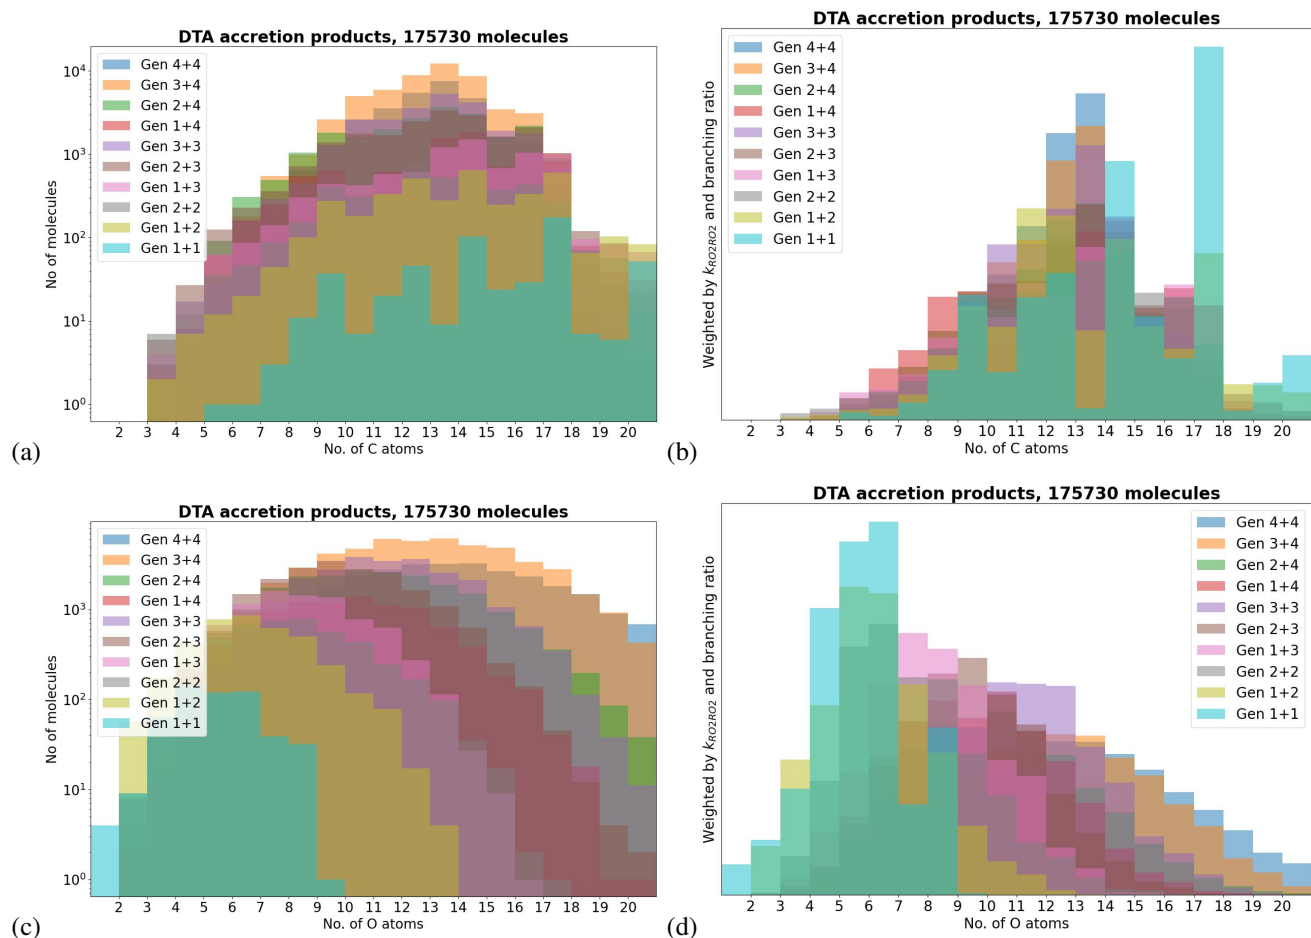 DTA accretion products, 175730 molecules
No of molecules
10⁴
10³
10²
10¹
10⁰
Gen 4+4
Gen 3+4
Gen 2+4
Gen 1+4
Gen 3+3
Gen 2+3
Gen 1+3
Gen 2+2
Gen 1+2
Gen 1+1
2 3 4 5 6 7 8 9 10 11 12 13 14 15 16 17 18 19 20
No. of C atoms
(a)
DTA accretion products, 175730 molecules
Weighted by k_RO2RO2 and branching ratio
Gen 4+4
Gen 3+4
Gen 2+4
Gen 1+4
Gen 3+3
Gen 2+3
Gen 1+3
Gen 2+2
Gen 1+2
Gen 1+1
2 3 4 5 6 7 8 9 10 11 12 13 14 15 16 17 18 19 20
No. of C atoms
(b)
DTA accretion products, 175730 molecules
No of molecules
10³
10²
10¹
10⁰
Gen 4+4
Gen 3+4
Gen 2+4
Gen 1+4
Gen 3+3
Gen 2+3
Gen 1+3
Gen 2+2
Gen 1+2
Gen 1+1
2 3 4 5 6 7 8 9 10 11 12 13 14 15 16 17 18 19 20
No. of O atoms
(c)
DTA accretion products, 175730 molecules
Weighted by k_RO2RO2 and branching ratio
Gen 4+4
Gen 3+4
Gen 2+4
Gen 1+4
Gen 3+3
Gen 2+3
Gen 1+3
Gen 2+2
Gen 1+2
Gen 1+1
2 3 4 5 6 7 8 9 10 11 12 13 14 15 16 17 18 19 20
No. of O atoms
(d)